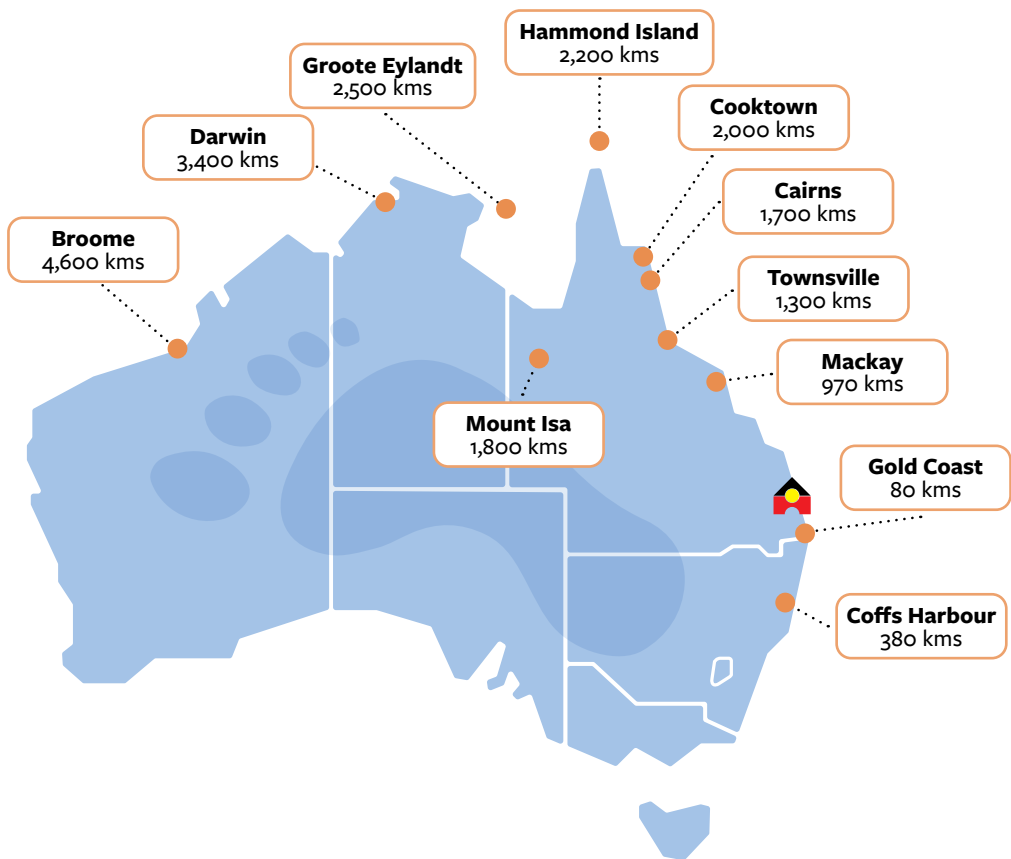 Hammond Island
2,200 kms
Groote Eylandt
2,500 kms
Cooktown
2,000 kms
Darwin
3,400 kms
Cairns
1,700 kms
Broome
4,600 kms
Townsville
1,300 kms
Mackay
970 kms
Mount Isa
1,800 kms
Gold Coast
80 kms
Coffs Harbour
380 kms